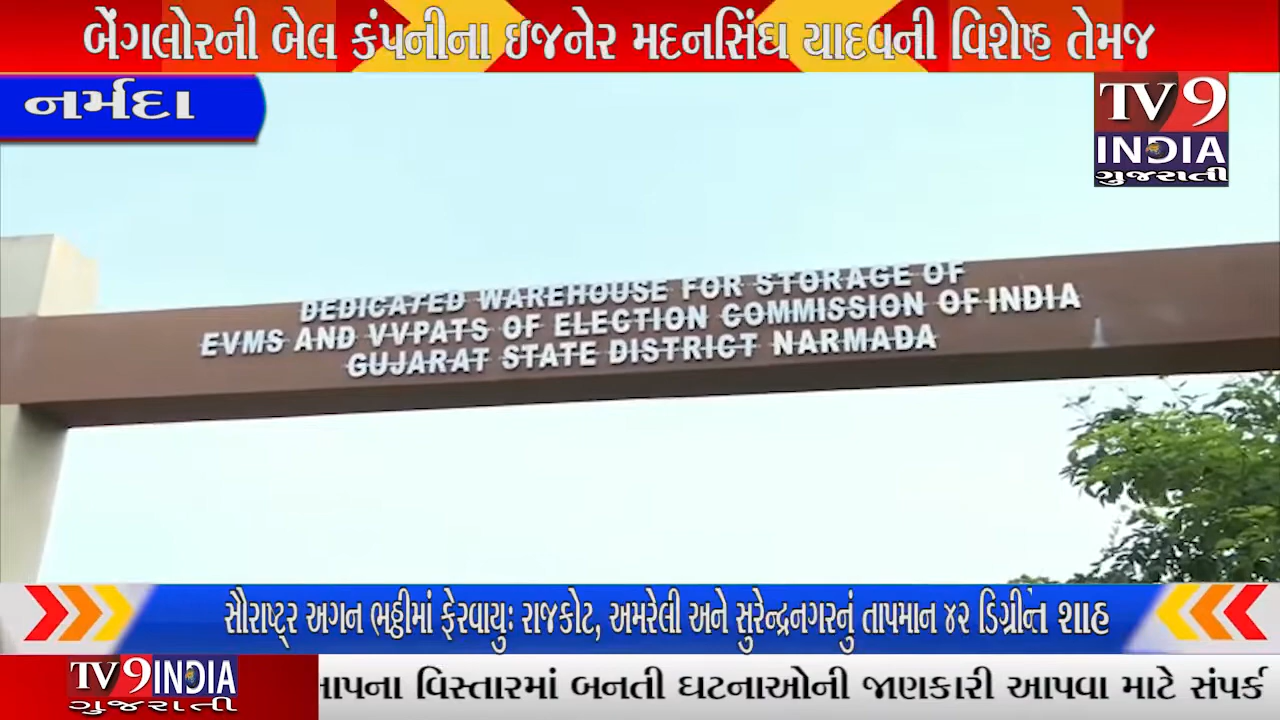 બેંગલોરની બેલ કંપનીના ઇજનેર મદનસિંઘ યાદવની વિશેષ તેમજ
નર્મદા
TV9
INDIA
ગુજરાતી
DEDICATED WAREHOUSE FOR STORAGE OF
EVMS AND VVPATS OF ELECTION COMMISSION OF INDIA
GUJARAT STATE DISTRICT NARMADA
સૌરાષ્ટ્ર અગન ભઠ્ઠીમાં ફેરવાયુઃ રાજકોટ, અમરેલી અને સુરેન્દ્રનગરનું તાપમાન ૪૨ શાહ
TV9 INDIA
ગુજરાતી
વિસ્તારમાં બનતી ઘટનાઓની જાણકારી આપવા માટે સંપર્ક